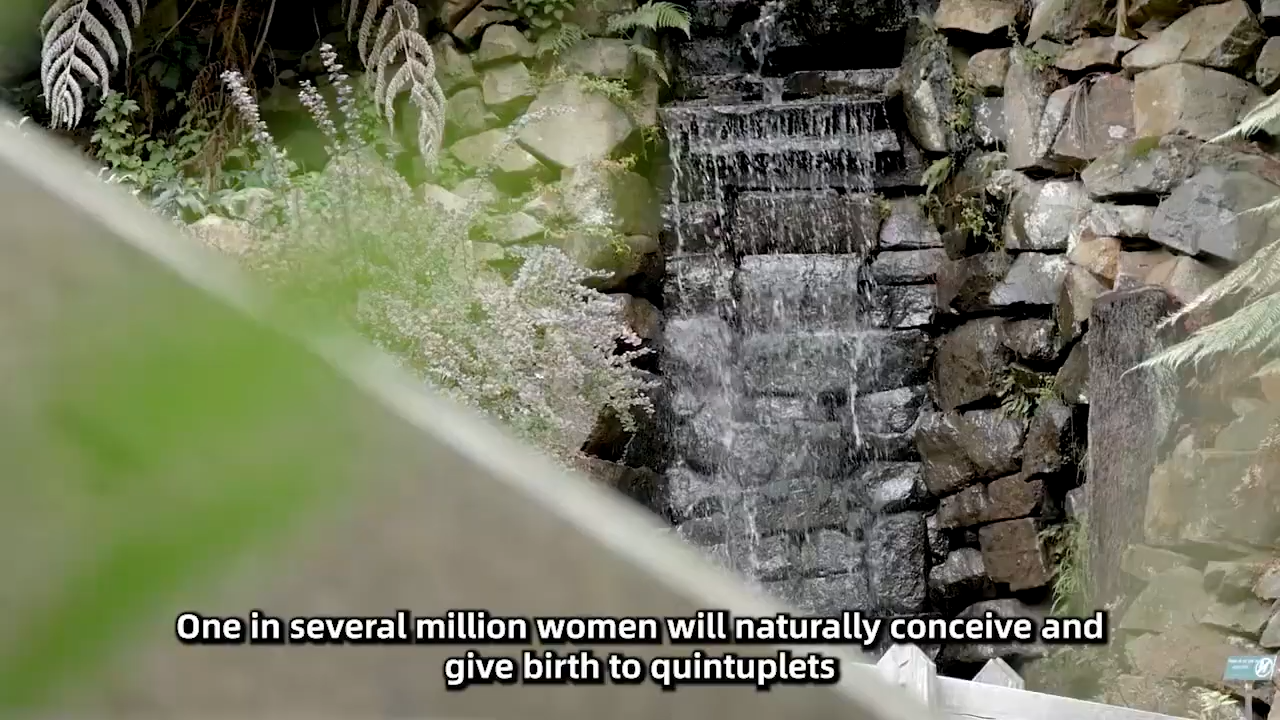 One in several million women will naturally conceive and
give birth to quintuplets